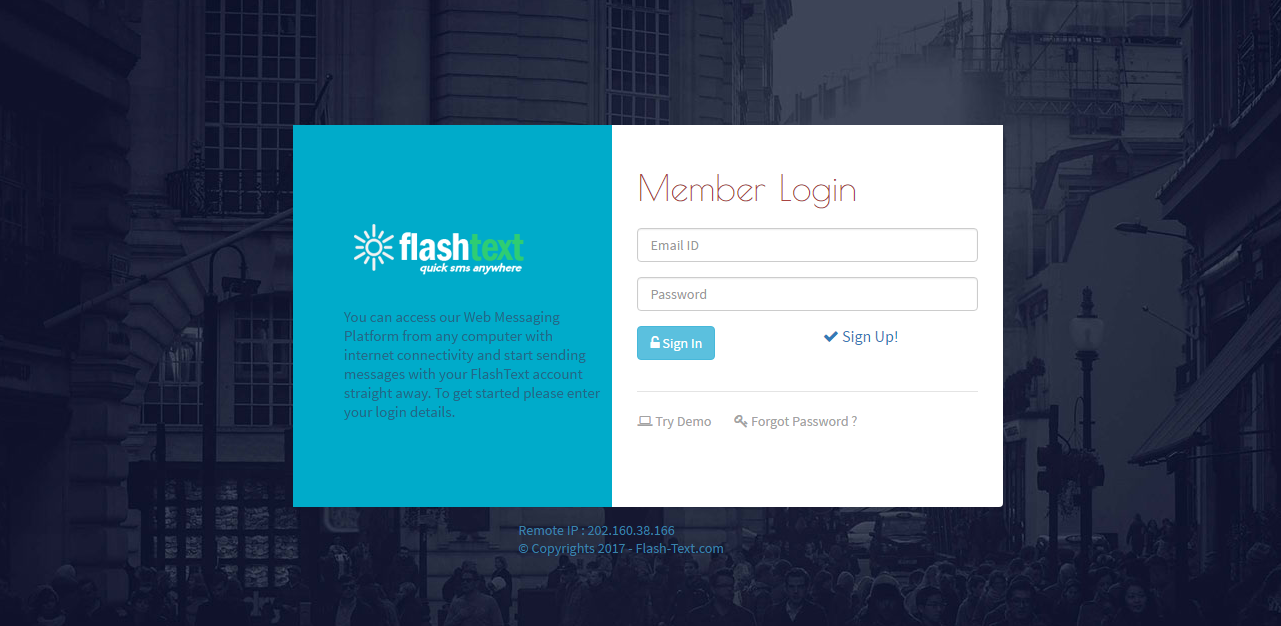 flashtext
quick sms anywhere
You can access our Web Messaging
Platform from any computer with
internet connectivity and start sending
messages with your FlashText account
straight away. To get started please enter
your login details.
Member Login
Email ID
Password
Sign In
Sign Up!
Try Demo
Forgot Password ?
Remote IP : 202.160.38.166
© Copyrights 2017 - Flash-Text.com